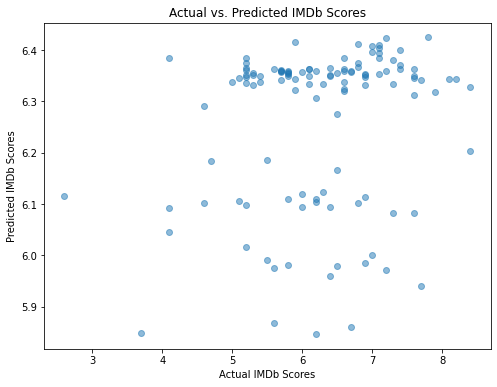 Actual vs. Predicted IMDb Scores
6.4
6.3
6.2
6.1
6.0
5.9
Predicted IMDb Scores
3 4 5 6 7 8
Actual IMDb Scores